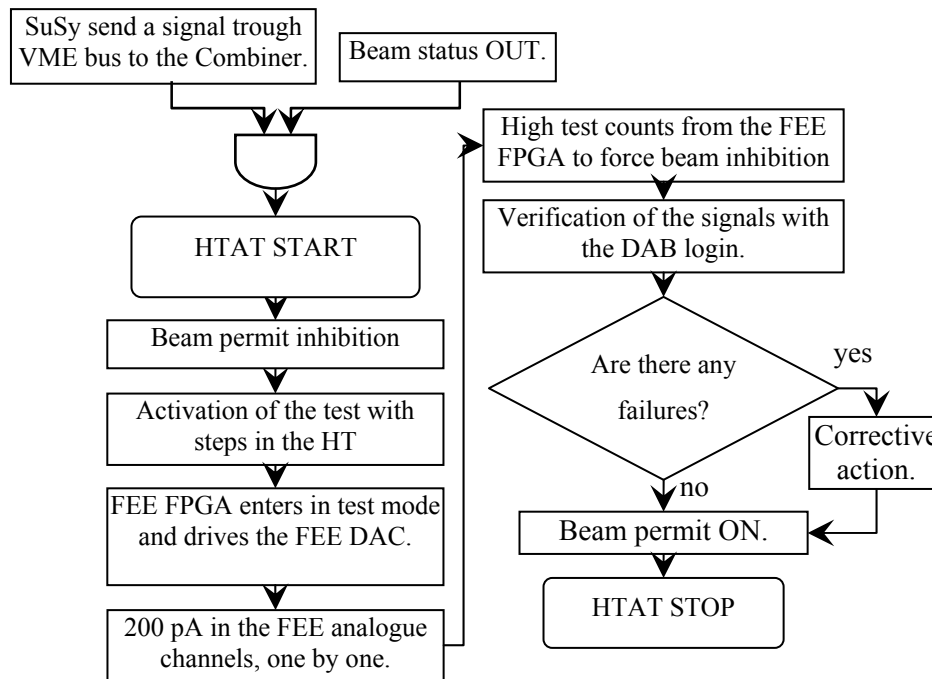 SuSy send a signal trough
VME bus to the Combiner.
Beam status OUT.
HTAT START
Beam permit inhibition
Activation of the test with
steps in the HT
FEE FPGA enters in test mode
and drives the FEE DAC.
200 pA in the FEE analogue
channels, one by one.
High test counts from the FEE
FPGA to force beam inhibition
Verification of the signals with
the DAB login.
Are there any
failures?
yes
Corrective
action.
no
Beam permit ON.
HTAT STOP